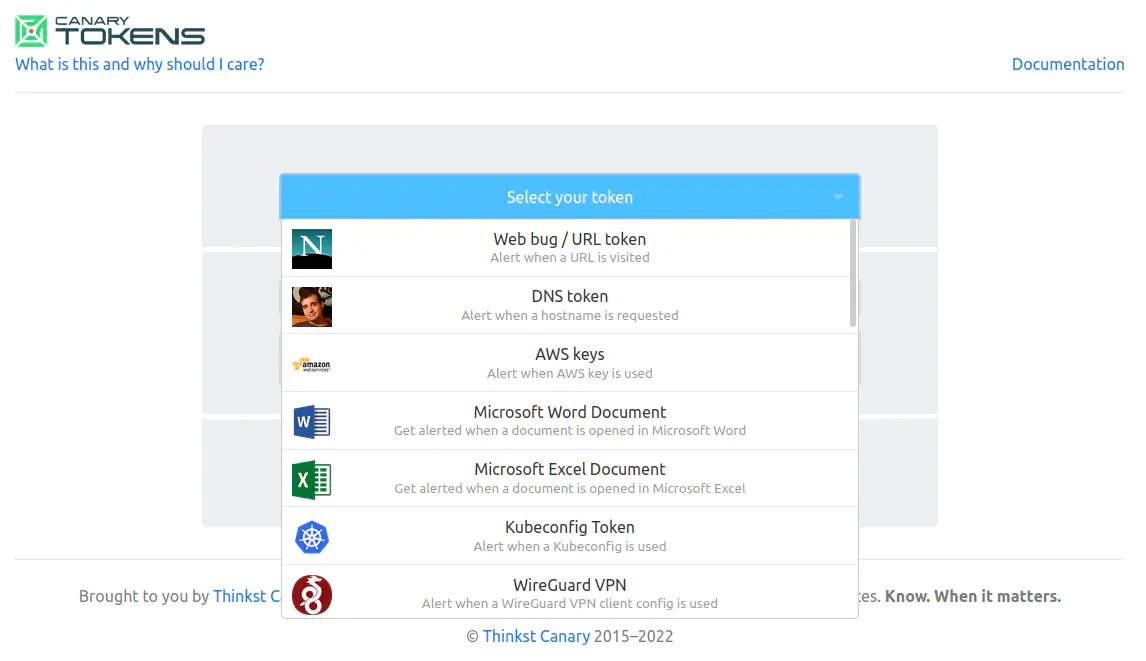 CANARY
TOKENS
What is this and why should I care?
Documentation
Select your token
N
Web bug / URL token
Alert when a URL is visited
DNS token
Alert when a hostname is requested
amazon
webservices
AWS keys
Alert when AWS key is used
W
Microsoft Word Document
Get alerted when a document is opened in Microsoft Word
X
Microsoft Excel Document
Get alerted when a document is opened in Microsoft Excel
Kubeconfig Token
Alert when a Kubeconfig is used
WireGuard VPN
Alert when a WireGuard VPN client config is used
Brought to you by Thinkst C
es. Know. When it matters.
© Thinkst Canary 2015–2022